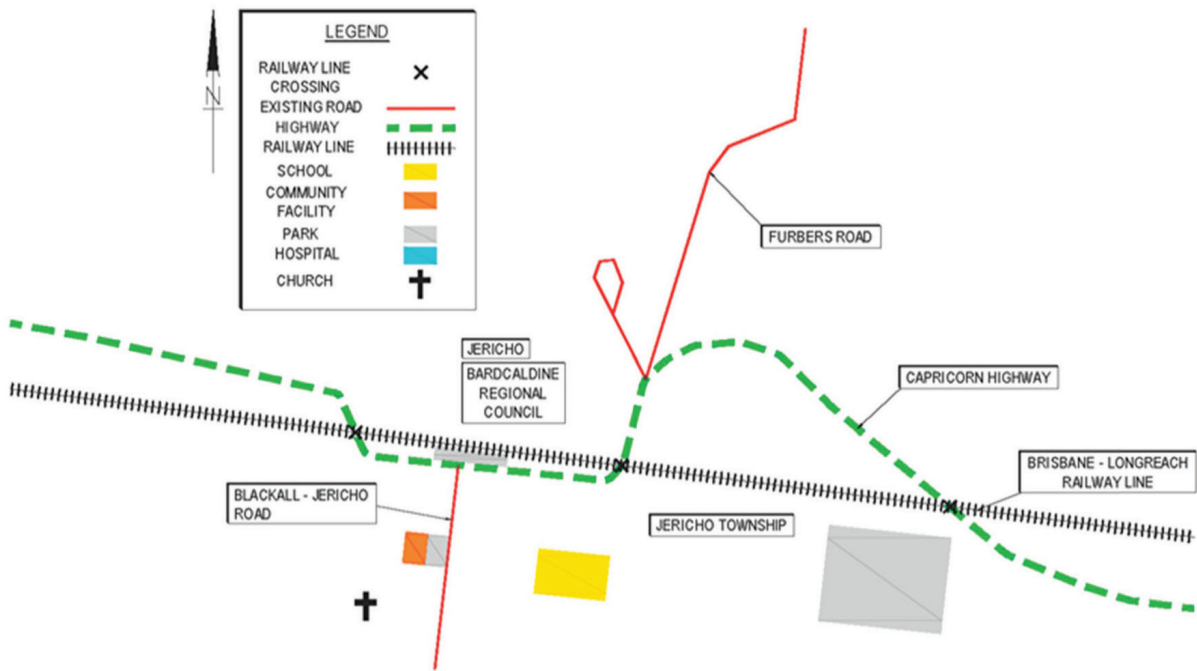 N
LEGEND
RAILWAY LINE
CROSSING
EXISTING ROAD
HIGHWAY
RAILWAY LINE
SCHOOL
COMMUNITY
FACILITY
PARK
HOSPITAL
CHURCH
FURBERS ROAD
JERICHO
BARDCALDINE
REGIONAL
COUNCIL
CAPRICORN HIGHWAY
BRISBANE - LONGREACH
RAILWAY LINE
BLACKALL - JERICHO
ROAD
JERICHO TOWNSHIP